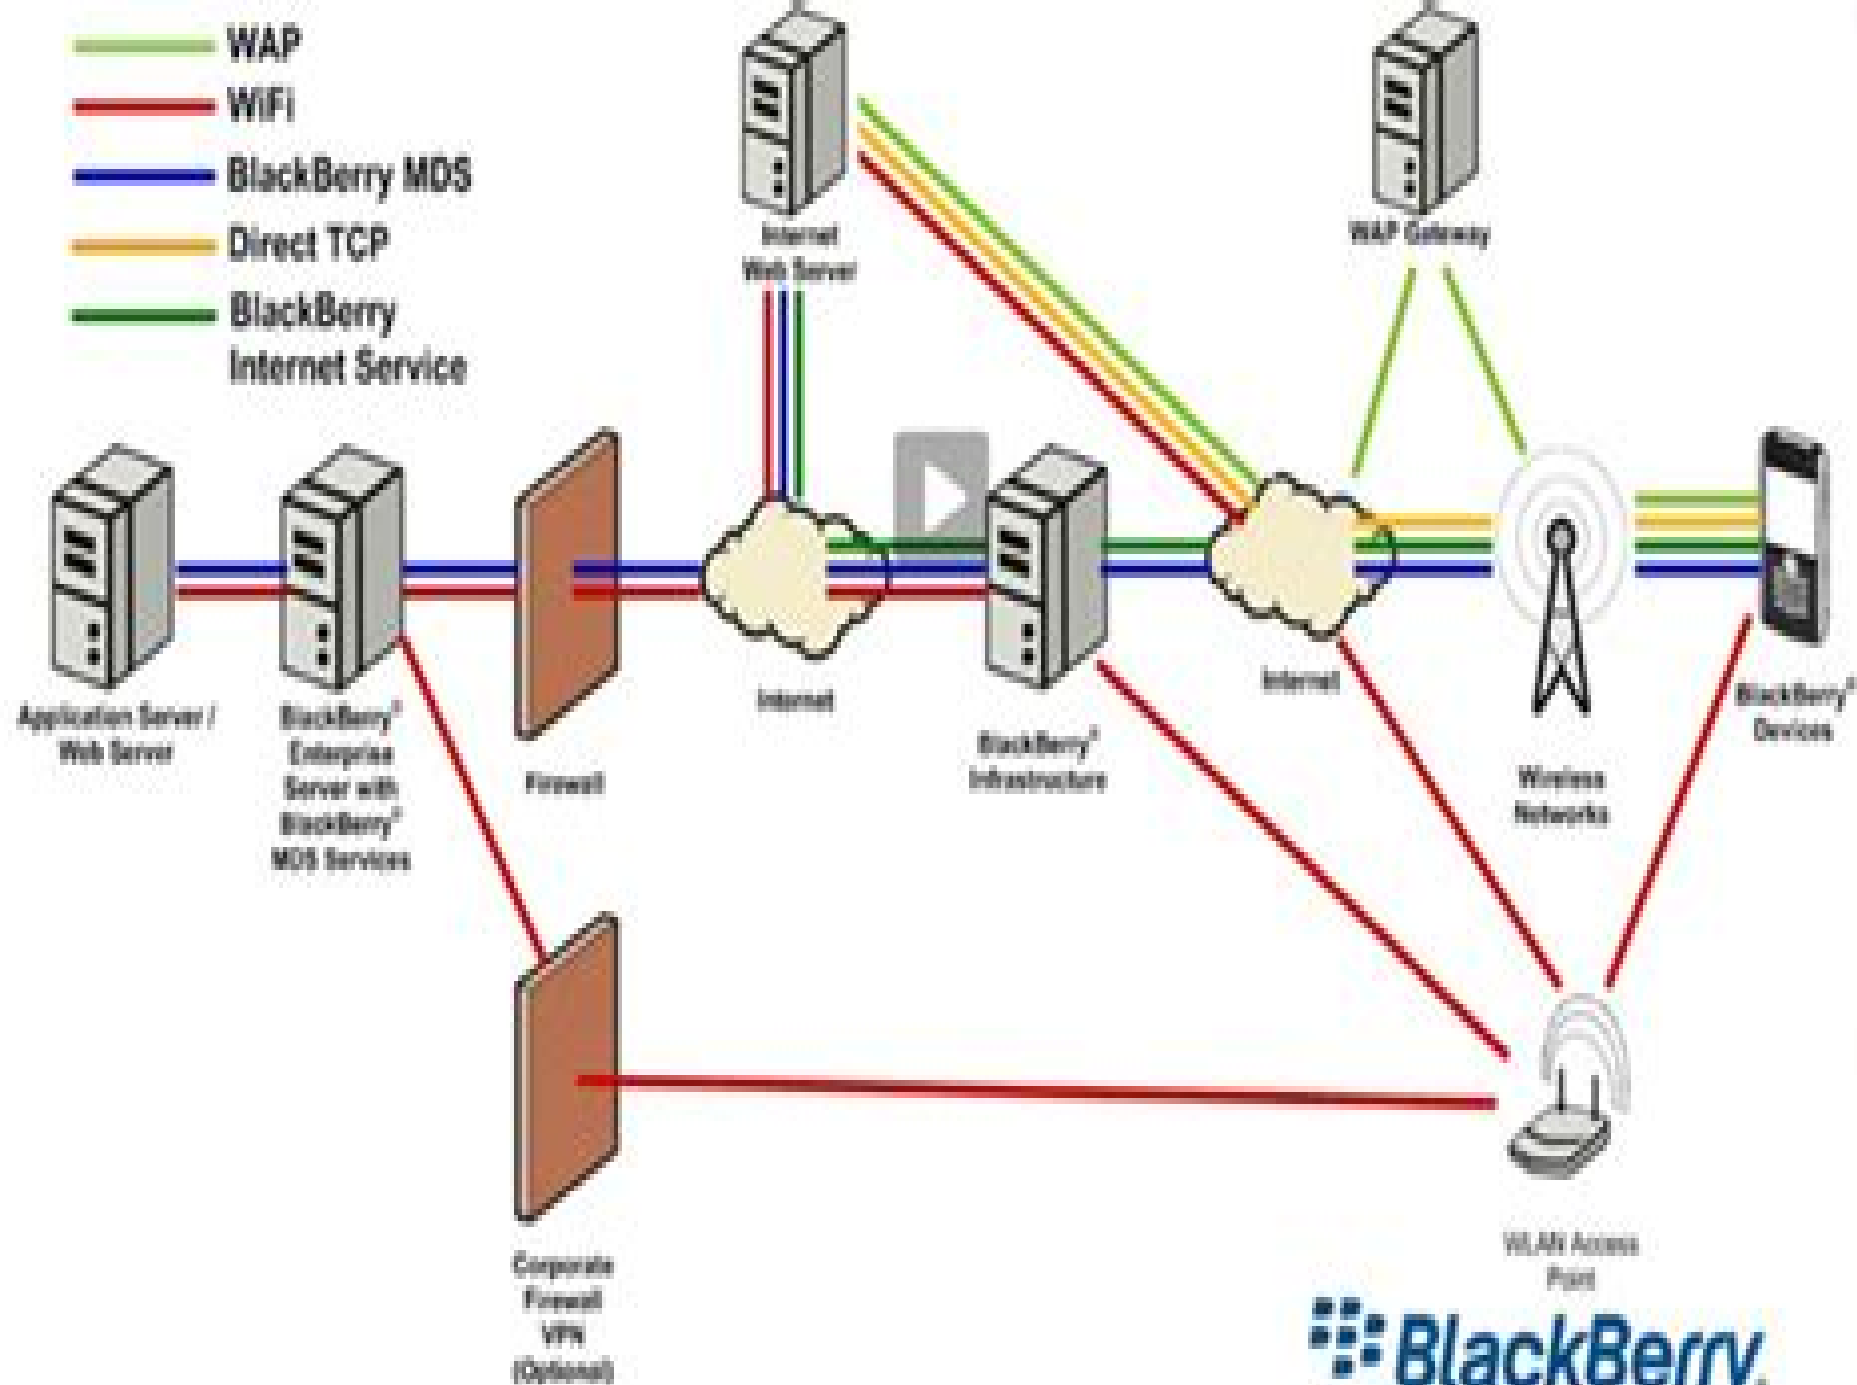 WAP
WiFi
BlackBerry MDS
Direct TCP
BlackBerry
Internet Service
Internet
Web Server
WAP Gateway
Application Server /
Web Server
BlackBerry®
Enterprise
Server with
BlackBerry®
MDS Services
Firewall
Internet
BlackBerry®
Infrastructure
Internet
Wireless
Networks
BlackBerry®
Devices
Corporate
Firewall
VPN
(Optional)
WLAN Access
Point
BlackBerry.